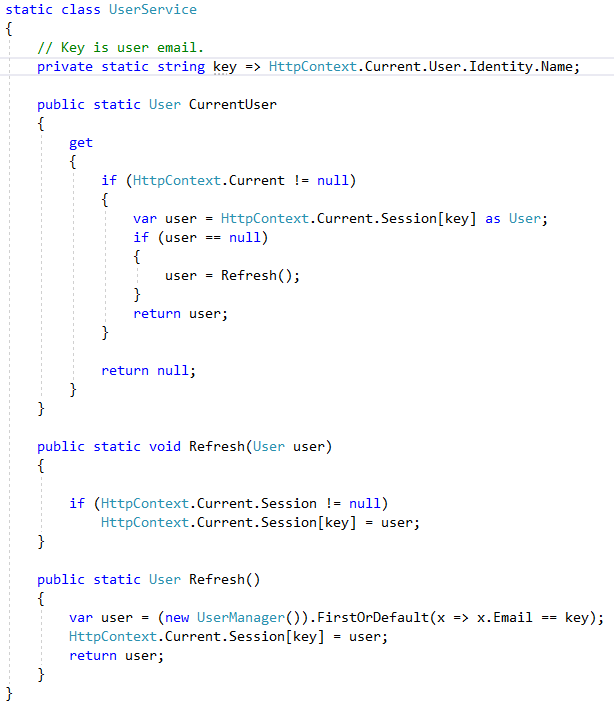 static class UserService
{
    // Key is user email.
    private static string key => HttpContext.Current.User.Identity.Name;

    public static User CurrentUser
    {
        get
        {
            if (HttpContext.Current != null)
            {
                var user = HttpContext.Current.Session[key] as User;
                if (user == null)
                {
                    user = Refresh();
                }
                return user;
            }

            return null;
        }
    }

    public static void Refresh(User user)
    {

        if (HttpContext.Current.Session != null)
            HttpContext.Current.Session[key] = user;
    }

    public static User Refresh()
    {
        var user = (new UserManager()).FirstOrDefault(x => x.Email == key);
        HttpContext.Current.Session[key] = user;
        return user;
    }
}